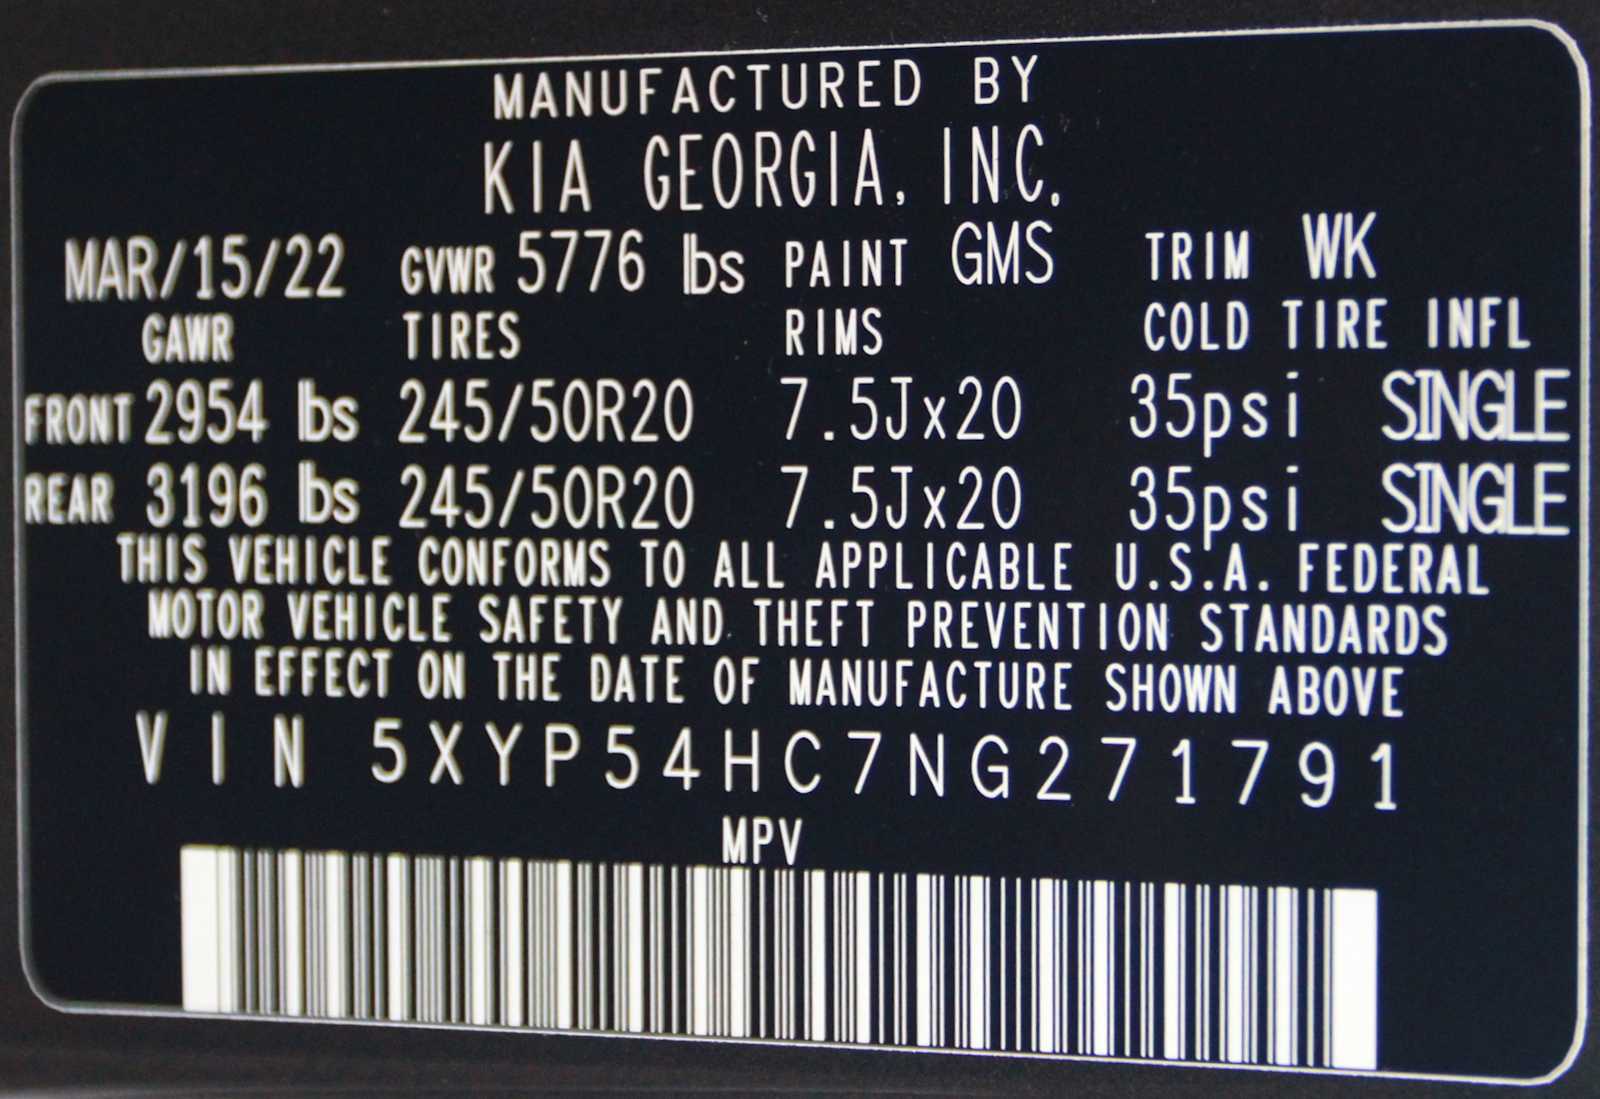 MANUFACTURED BY
KIA GEORGIA, INC.
MAR/15/22 GVWR 5776 lbs PAINT GMS TRIM WK
GAWR TIRES RIMS COLD TIRE INFL
FRONT 2954 lbs 245/50R20 7.5Jx20 35psi SINGLE
REAR 3196 lbs 245/50R20 7.5Jx20 35psi SINGLE
THIS VEHICLE CONFORMS TO ALL APPLICABLE U.S.A. FEDERAL
MOTOR VEHICLE SAFETY AND THEFT PREVENTION STANDARDS
IN EFFECT ON THE DATE OF MANUFACTURE SHOWN ABOVE
VIN 5XYP54HC7NG271791
MPV